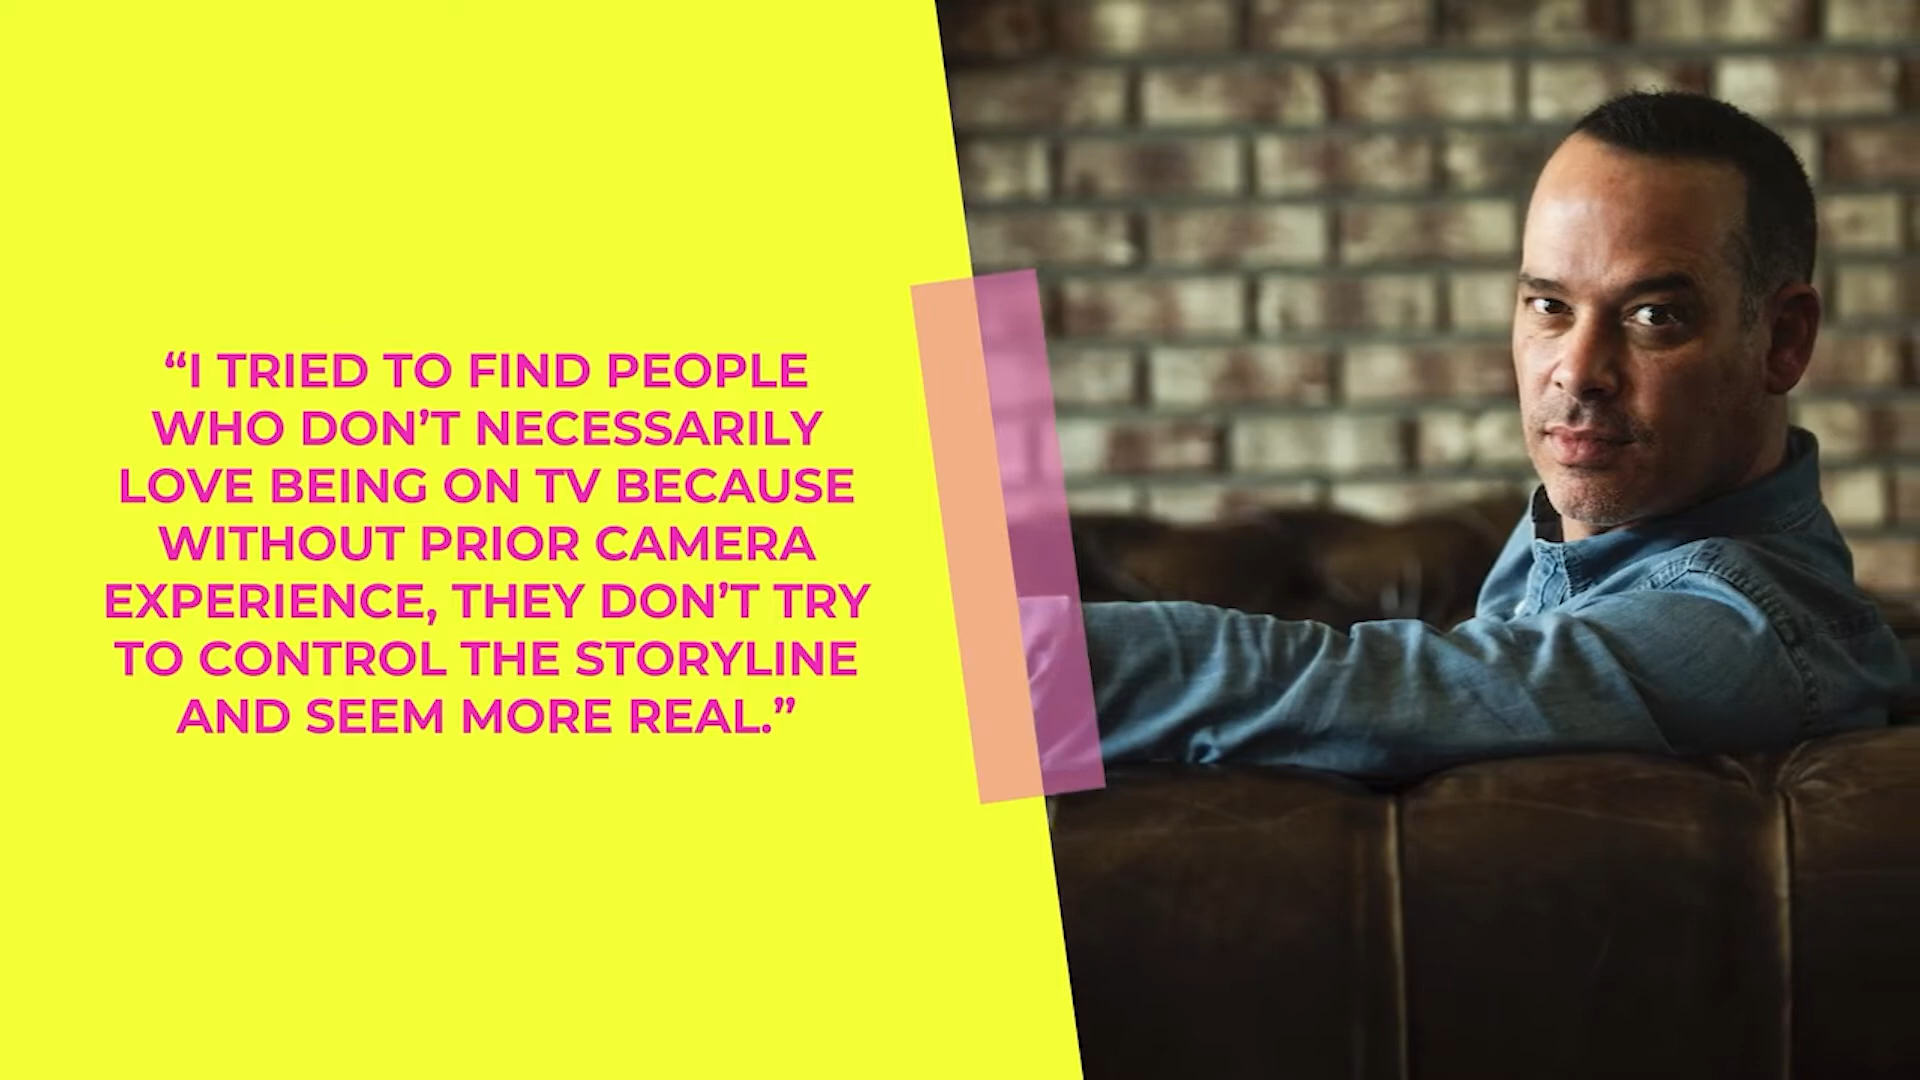 “I TRIED TO FIND PEOPLE
WHO DON’T NECESSARILY
LOVE BEING ON TV BECAUSE
WITHOUT PRIOR CAMERA
EXPERIENCE, THEY DON’T TRY
TO CONTROL THE STORYLINE
AND SEEM MORE REAL.”